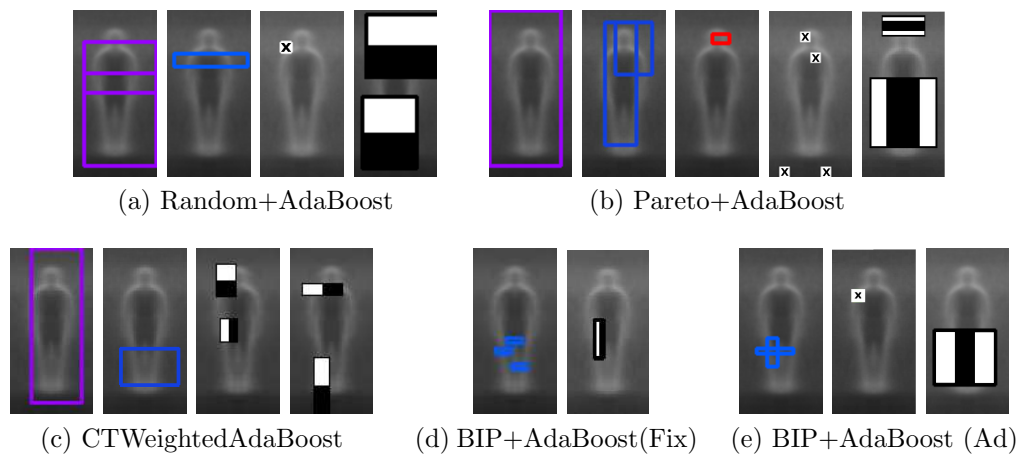 x
x
x
x x
(a) Random+AdaBoost
(b) Pareto+AdaBoost
x
(c) CTWeightedAdaBoost
(d) BIP+AdaBoost(Fix)
(e) BIP+AdaBoost (Ad)